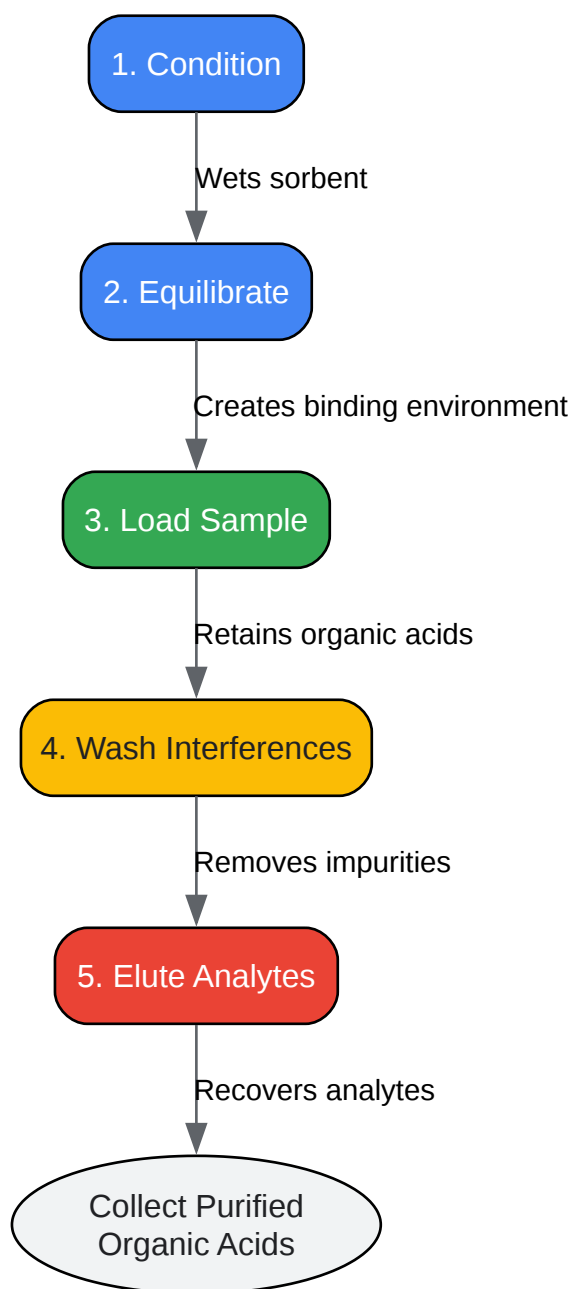 1. Condition
Wets sorbent
2. Equilibrate
Creates binding environment
3. Load Sample
Retains organic acids
4. Wash Interferences
Removes impurities
5. Elute Analytes
Recovers analytes
Collect Purified
Organic Acids